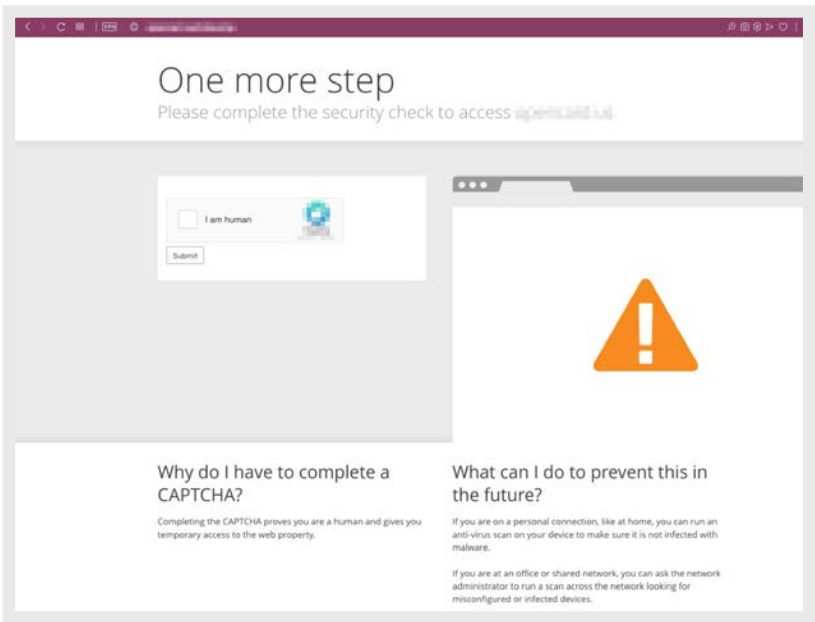 VPN
One more step
Please complete the security check to access
I am human
Submit
Why do I have to complete a
CAPTCHA?
Completing the CAPTCHA proves you are a human and gives you
temporary access to the web property.
What can I do to prevent this in
the future?
If you are on a personal connection, like at home, you can run an
anti-virus scan on your device to make sure it is not infected with
malware.
If you are at an office or shared network, you can ask the network
administrator to run a scan across the network looking for
misconfigured or infected devices.